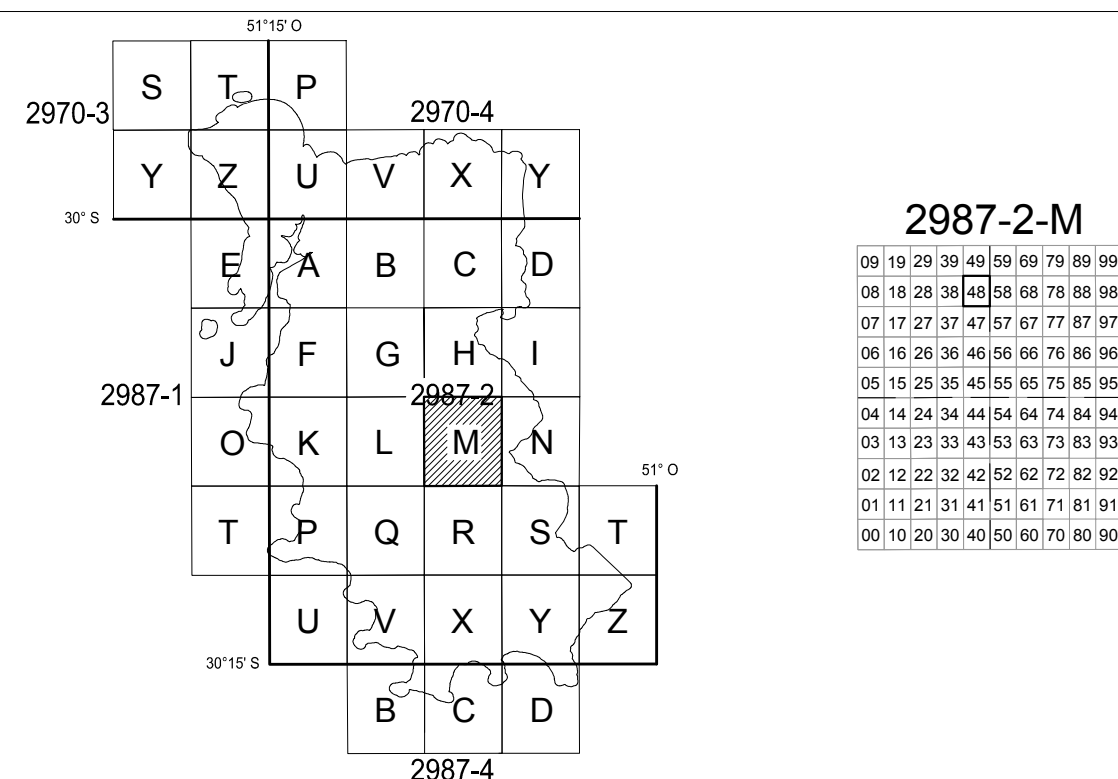 51°15' O
S T P
2970-3 2970-4
Y Z U V X Y
30° S
E A B C D
J F G H I
2987-1 2987-2
O K L M N
51° O
T P Q R S T
U V X Y Z
30°15' S
B C D
2987-4
2987-2-M
09 19 29 39 49 59 69 79 89 99
08 18 28 38 48 58 68 78 88 98
07 17 27 37 47 57 67 77 87 97
06 16 26 36 46 56 66 76 86 96
05 15 25 35 45 55 65 75 85 95
04 14 24 34 44 54 64 74 84 94
03 13 23 33 43 53 63 73 83 93
02 12 22 32 42 52 62 72 82 92
01 11 21 31 41 51 61 71 81 91
00 10 20 30 40 50 60 70 80 90